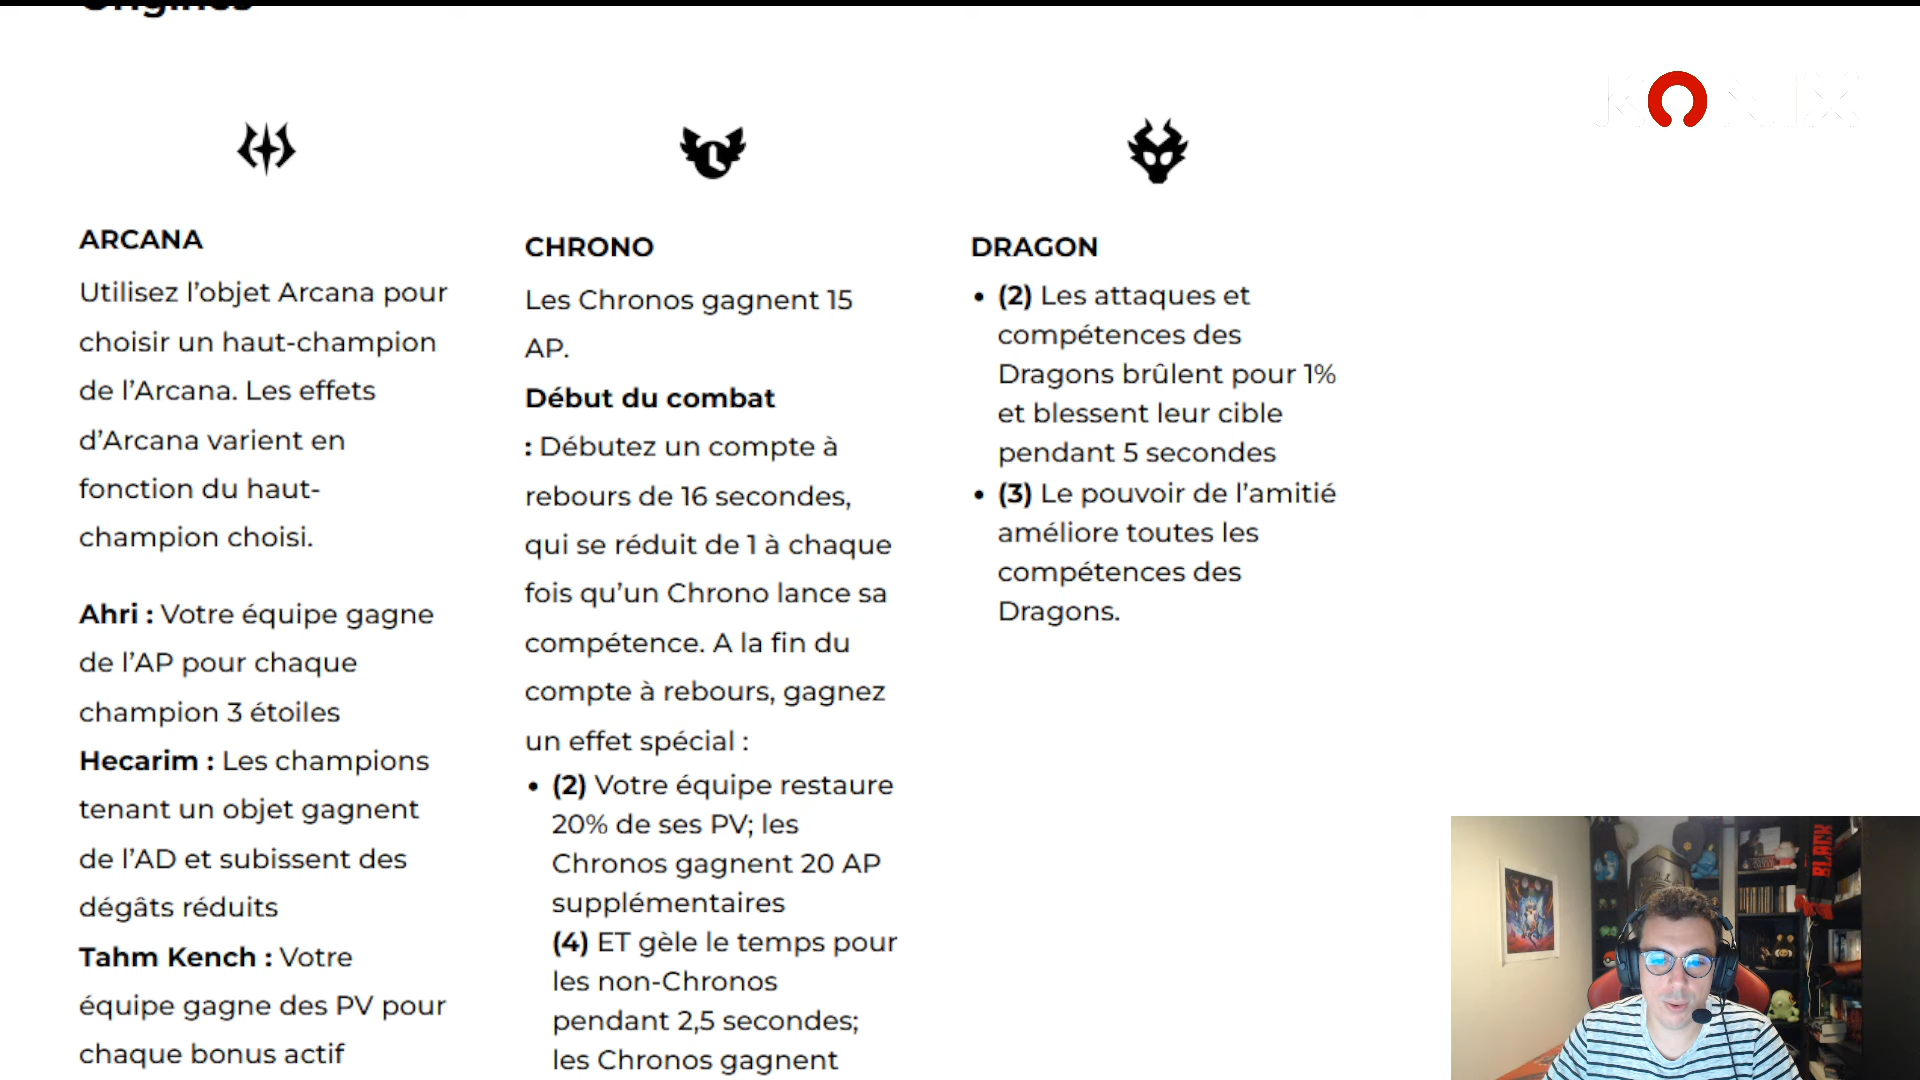 Origines
KONIX
ARCANA
Utilisez l’objet Arcana pour
choisir un haut-champion
de l’Arcana. Les effets
d’Arcana varient en
fonction du haut-
champion choisi.
Ahri : Votre équipe gagne
de l’AP pour chaque
champion 3 étoiles
Hecarim : Les champions
tenant un objet gagnent
de l’AD et subissent des
dégâts réduits
Tahm Kench : Votre
équipe gagne des PV pour
chaque bonus actif
CHRONO
Les Chronos gagnent 15
AP.
Début du combat
: Débutez un compte à
rebours de 16 secondes,
qui se réduit de 1 à chaque
fois qu’un Chrono lance sa
compétence. A la fin du
compte à rebours, gagnez
un effet spécial :
• (2) Votre équipe restaure
20% de ses PV; les
Chronos gagnent 20 AP
supplémentaires
(4) ET gèle le temps pour
les non-Chronos
pendant 2,5 secondes;
les Chronos gagnent
DRAGON
• (2) Les attaques et
compétences des
Dragons brûlent pour 1%
et blessent leur cible
pendant 5 secondes
• (3) Le pouvoir de l’amitié
améliore toutes les
compétences des
Dragons.
BLACK